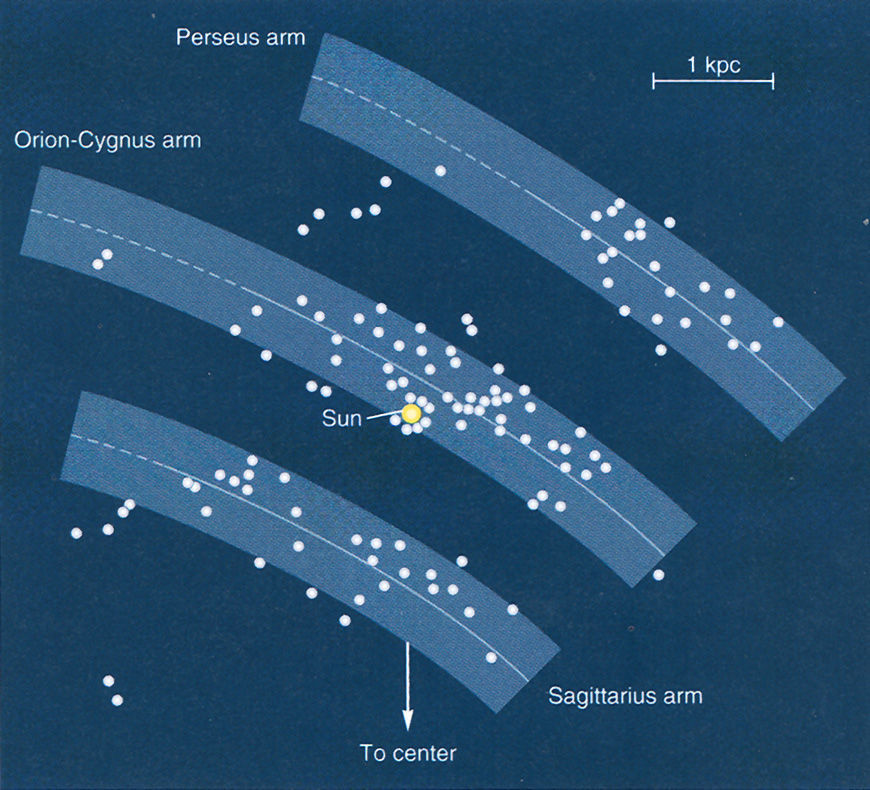 Perseus arm
1 kpc
Orion-Cygnus arm
Sun
Sagittarius arm
To center